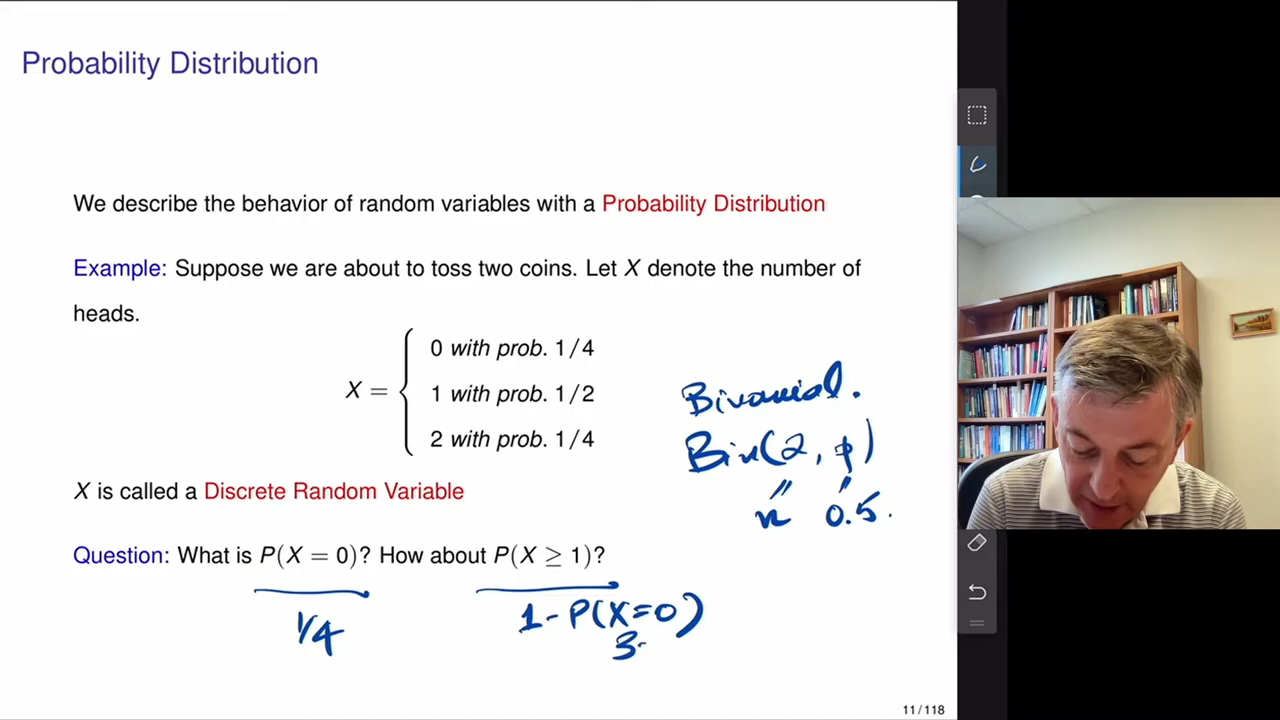 Probability Distribution
We describe the behavior of random variables with a Probability Distribution
Example: Suppose we are about to toss two coins. Let X denote the number of
heads.
X = { 0 with prob. 1/4
1 with prob. 1/2
2 with prob. 1/4
Binomial.
Bin(2, p)
" "
n 0.5.
X is called a Discrete Random Variable
Question: What is P(X = 0)? How about P(X ≥ 1)?
1/4
1-P(X=0)
3
11 / 118